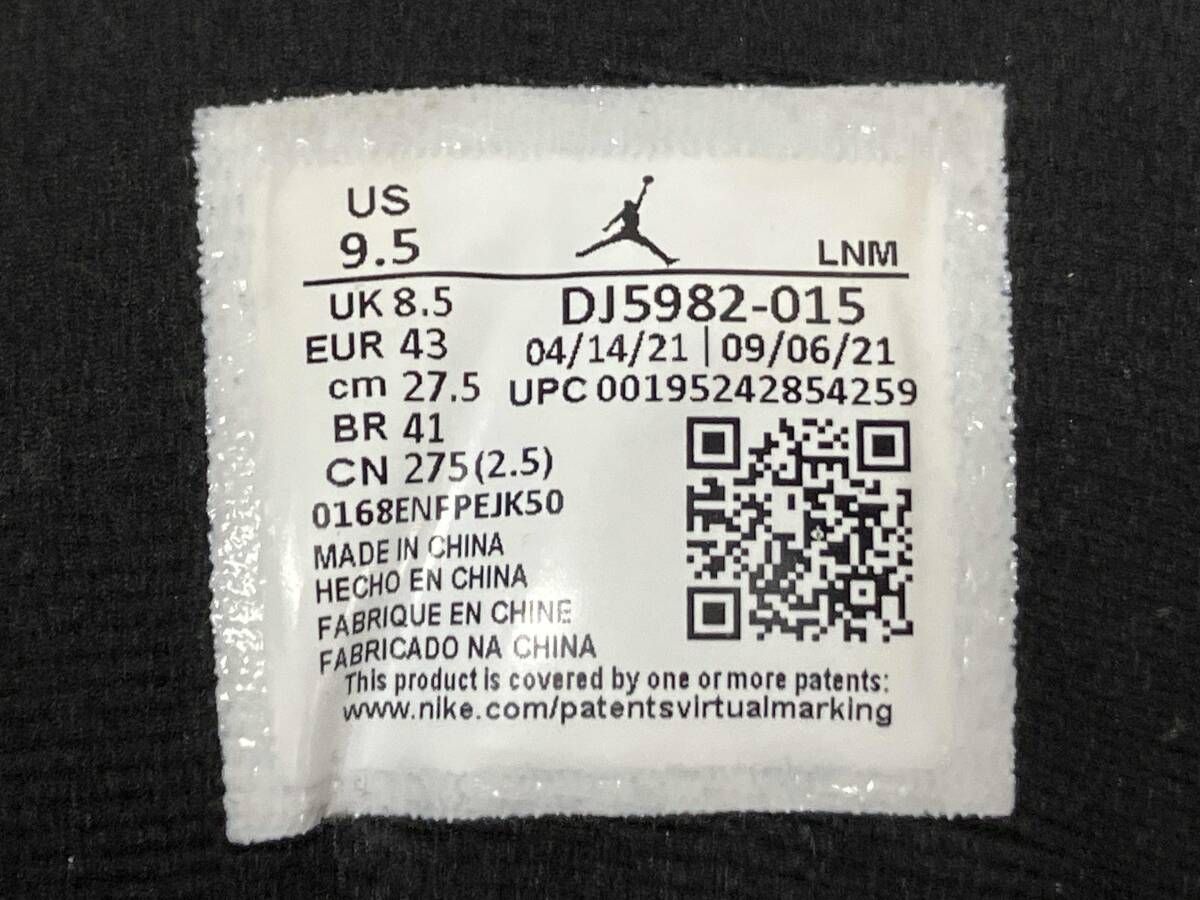 US
9.5
LNM
UK 8.5
DJ5982-015
EUR 43
04/14/21 | 09/06/21
cm 27.5
UPC 00195242854259
BR 41
CN 275(2.5)
0168ENFPEJK50
MADE IN CHINA
HECHO EN CHINA
FABRIQUE EN CHINE
FABRICADO NA CHINA
This product is covered by one or more patents:
www.nike.com/patentsvirtualmarking